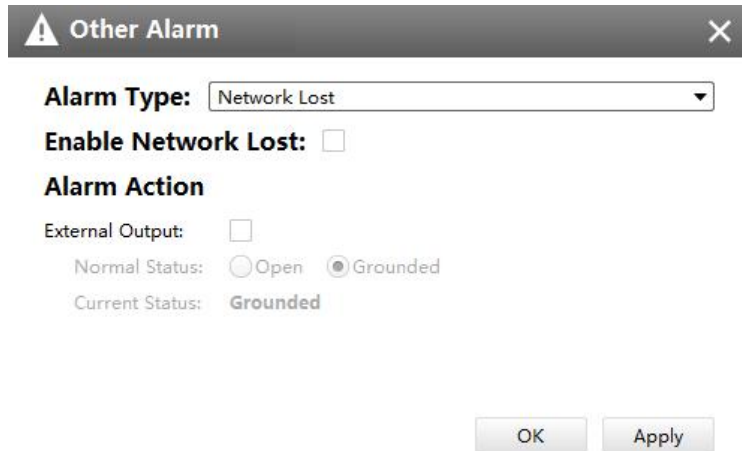 Other Alarm
Alarm Type: Network Lost
Enable Network Lost:
Alarm Action
External Output:
Normal Status: Open Grounded
Current Status: Grounded
OK Apply